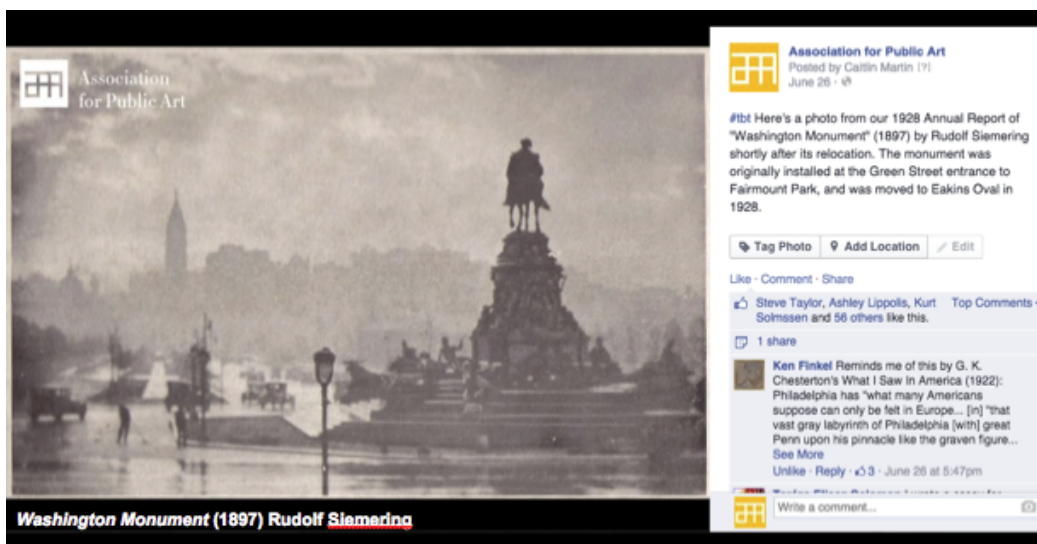 Association
for Public Art
Washington Monument (1897) Rudolf Siemering
Association for Public Art
Posted by Caitlin Martin [?]
June 26 ·
#tbt Here's a photo from our 1928 Annual Report of
"Washington Monument" (1897) by Rudolf Siemering
shortly after its relocation. The monument was
originally installed at the Green Street entrance to
Fairmount Park, and was moved to Eakins Oval in
1928.
Tag Photo Add Location Edit
Like · Comment · Share
Steve Taylor, Ashley Lippolis, Kurt Top Comments
Solmssen and 56 others like this.
1 share
Ken Finkel Reminds me of this by G. K.
Chesterton's What I Saw In America (1922):
Philadelphia has "what many Americans
suppose can only be felt in Europe... [in] "that
vast gray labyrinth of Philadelphia [with] great
Penn upon his pinnacle like the graven figure...
See More
Unlike · Reply · 3 · June 26 at 5:47pm
Write a comment...